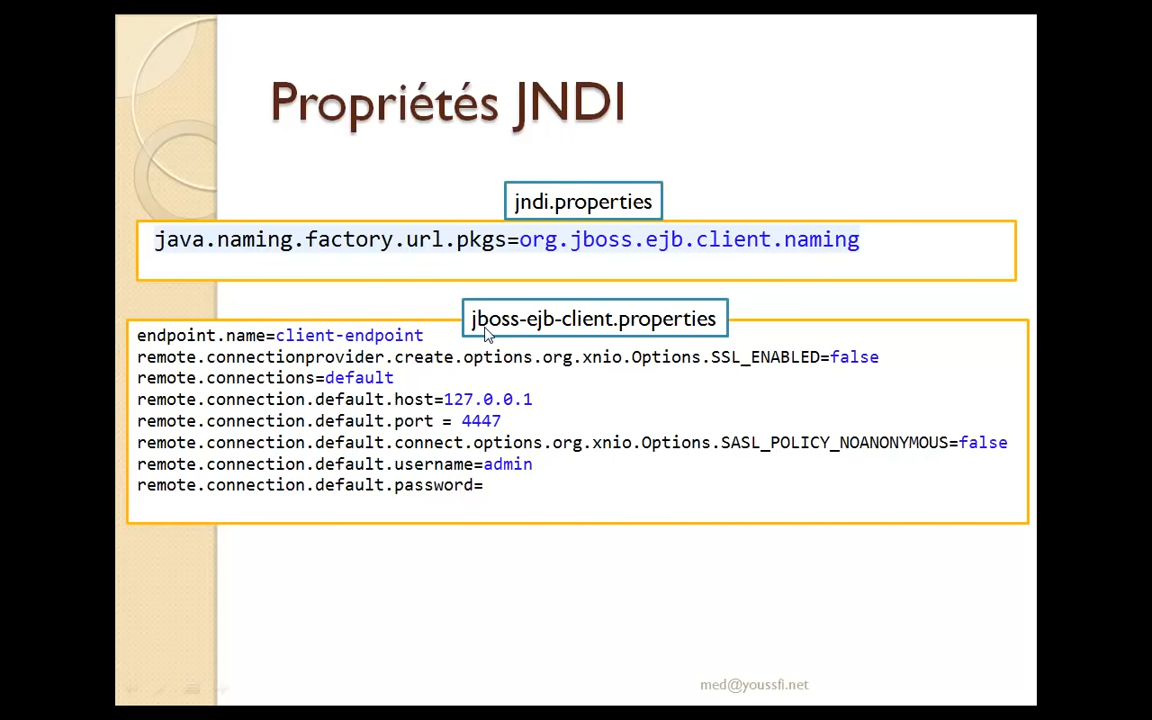 Propriétés JNDI
jndi.properties
java.naming.factory.url.pkgs=org.jboss.ejb.client.naming
jboss-ejb-client.properties
endpoint.name=client-endpoint
remote.connectionprovider.create.options.org.xnio.Options.SSL_ENABLED=false
remote.connections=default
remote.connection.default.host=127.0.0.1
remote.connection.default.port = 4447
remote.connection.default.connect.options.org.xnio.Options.SASL_POLICY_NOANONYMOUS=false
remote.connection.default.username=admin
remote.connection.default.password=
med@youssfi.net